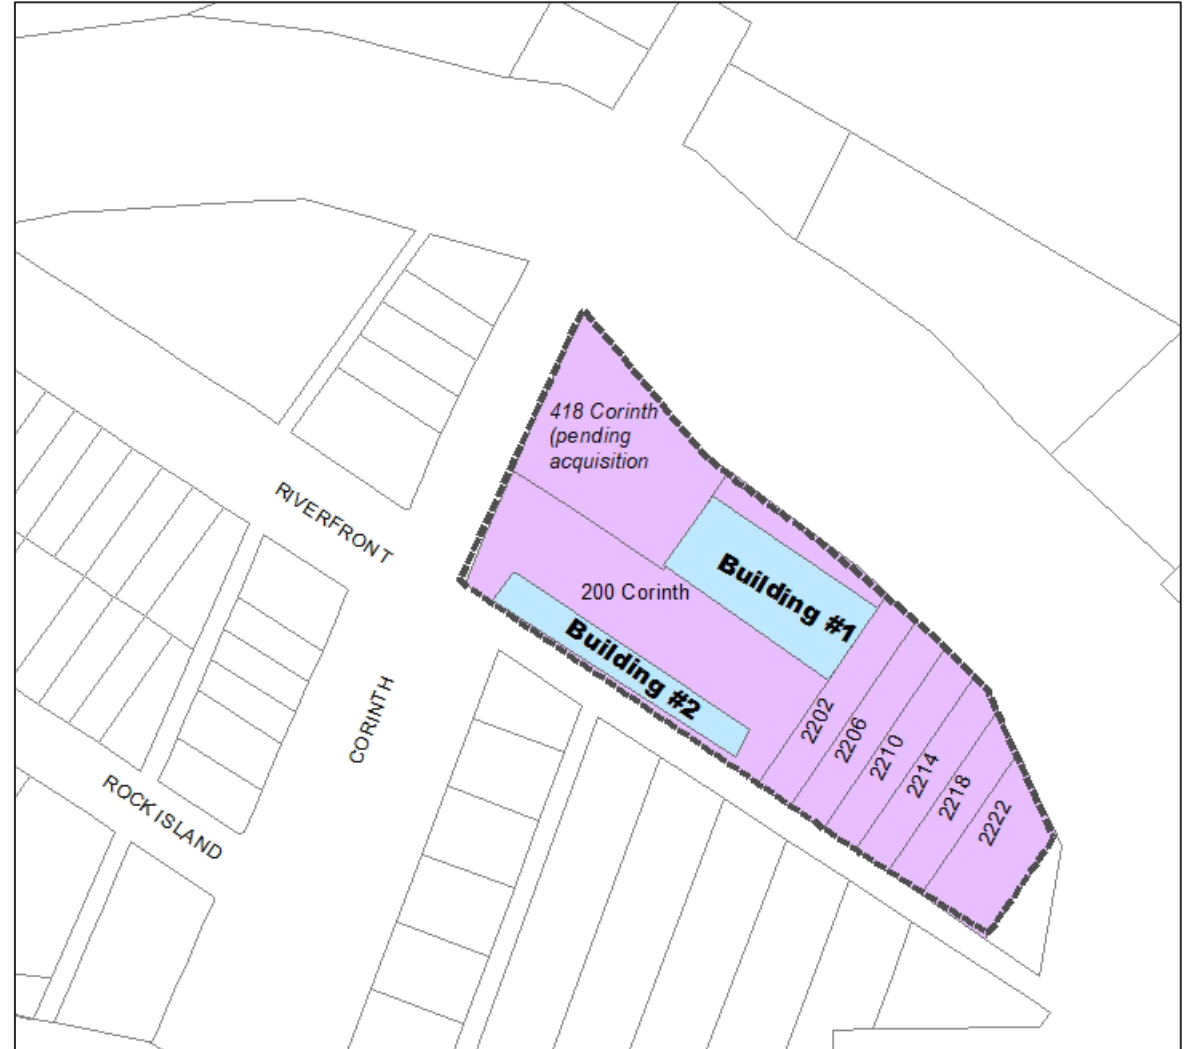 418 Corinth
(pending
acquisition
RIVERFRONT
Building #1
200 Corinth
Building #2
CORINTH
2202
2206
2210
2214
2218
2222
ROCK ISLAND